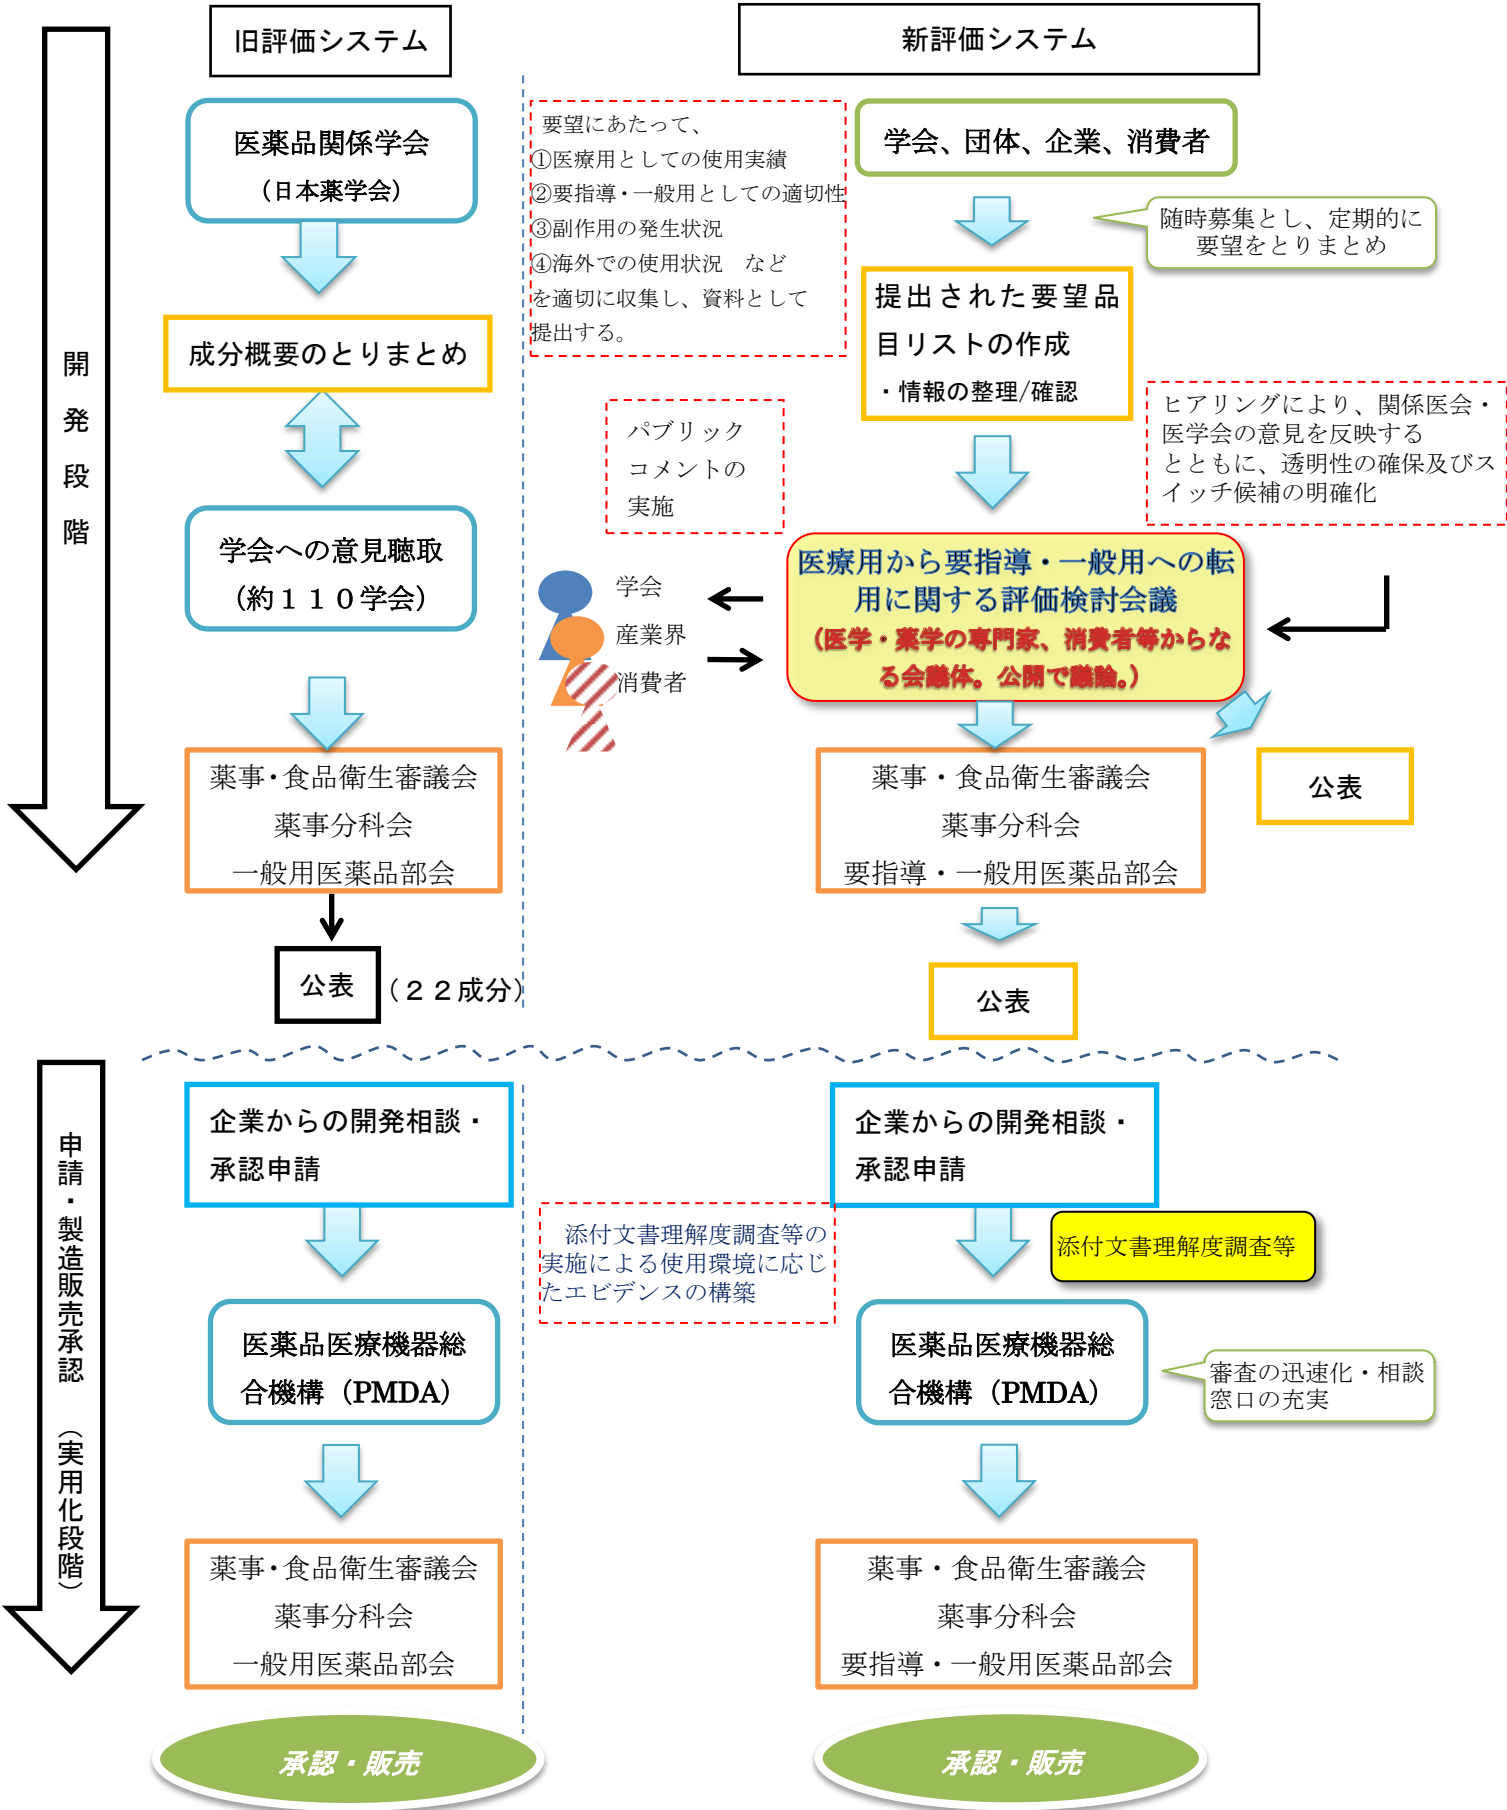 旧評価システム
新評価システム
開発段階
医薬品関係学会
（日本薬学会）
成分概要のとりまとめ
学会への意見聴取
（約１１０学会）
薬事・食品衛生審議会
薬事分科会
一般用医薬品部会
公表
（２２成分）
要望にあたって、
①医療用としての使用実績
②要指導・一般用としての適切性
③副作用の発生状況
④海外での使用状況　など
を適切に収集し、資料として
提出する。
学会、団体、企業、消費者
随時募集とし、定期的に
要望をとりまとめ
提出された要望品
目リストの作成
・情報の整理/確認
パブリック
コメントの
実施
ヒアリングにより、関係医会・
医学会の意見を反映する
とともに、透明性の確保及びス
イッチ候補の明確化
学会
産業界
消費者
医療用から要指導・一般用への転
用に関する評価検討会議
（医学・薬学の専門家、消費者等からな
る会議体。公開で議論。）
薬事・食品衛生審議会
薬事分科会
要指導・一般用医薬品部会
公表
公表
申請・製造販売承認　（実用化段階）
企業からの開発相談・
承認申請
医薬品医療機器総
合機構（PMDA）
薬事・食品衛生審議会
薬事分科会
一般用医薬品部会
承認・販売
企業からの開発相談・
承認申請
添付文書理解度調査等の
実施による使用環境に応じ
たエビデンスの構築
添付文書理解度調査等
医薬品医療機器総
合機構（PMDA）
審査の迅速化・相談
窓口の充実
薬事・食品衛生審議会
薬事分科会
要指導・一般用医薬品部会
承認・販売